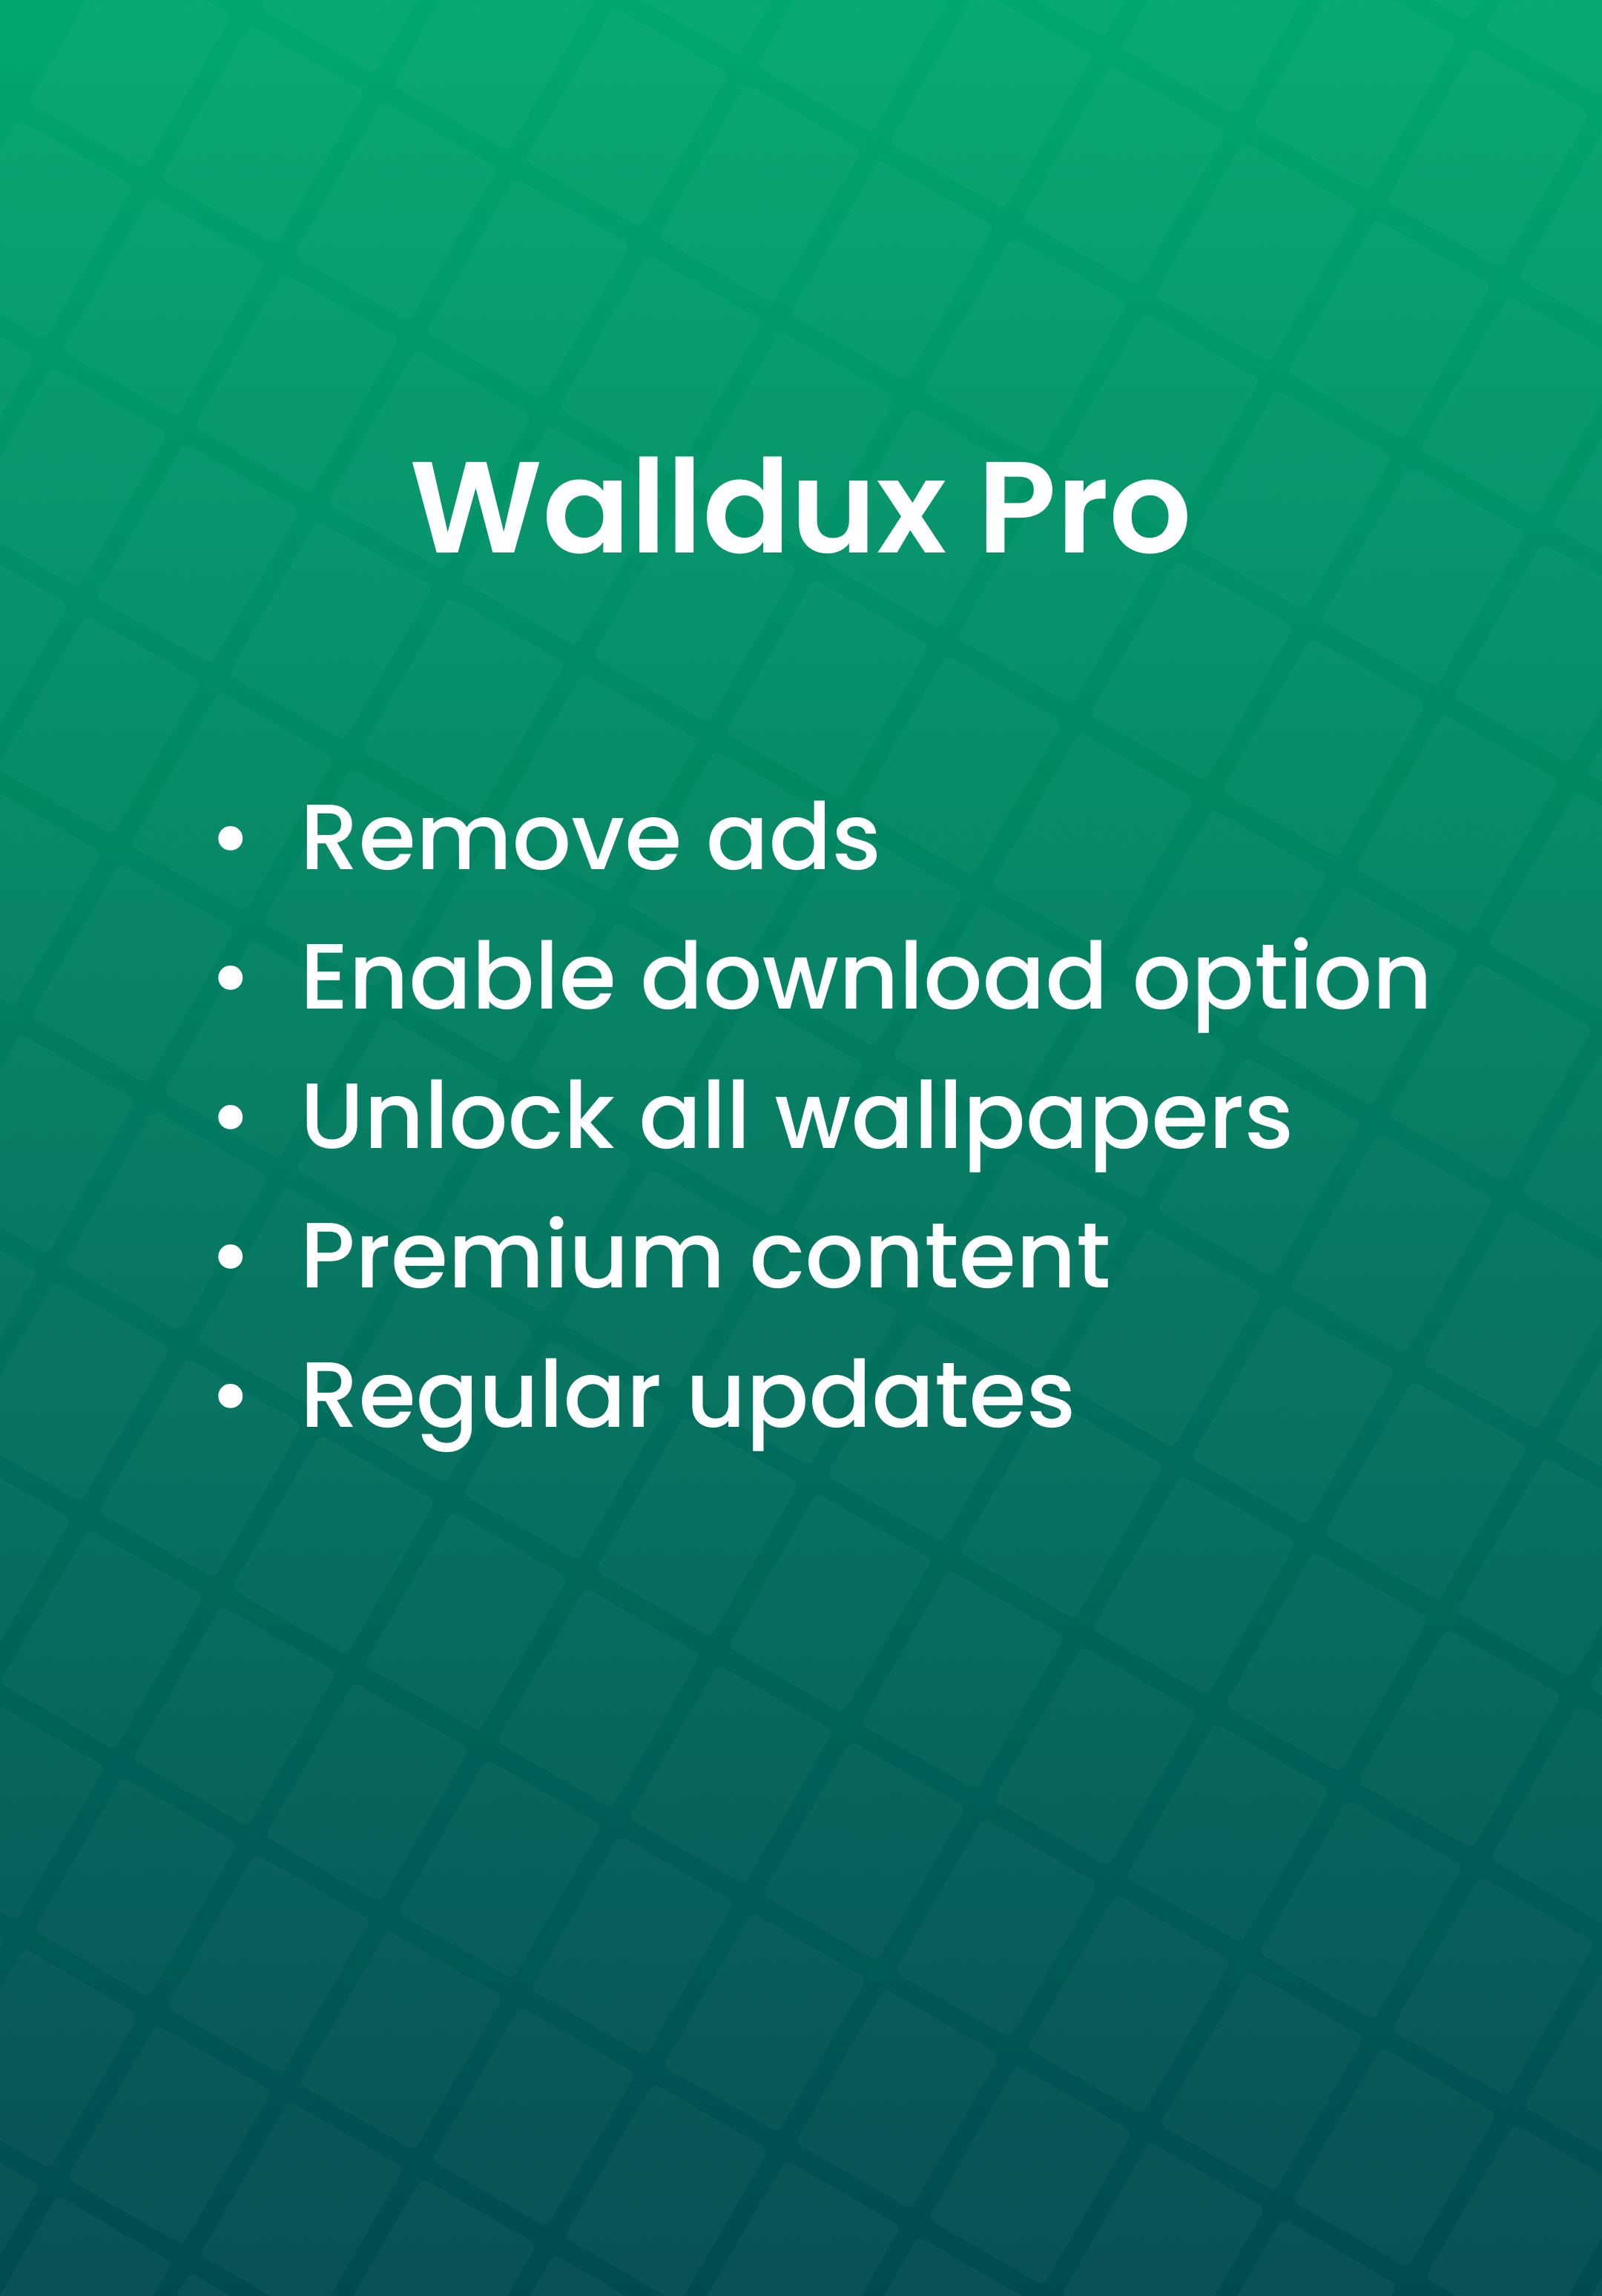 Walldux Pro
• Remove ads
• Enable download option
• Unlock all wallpapers
• Premium content
• Regular updates